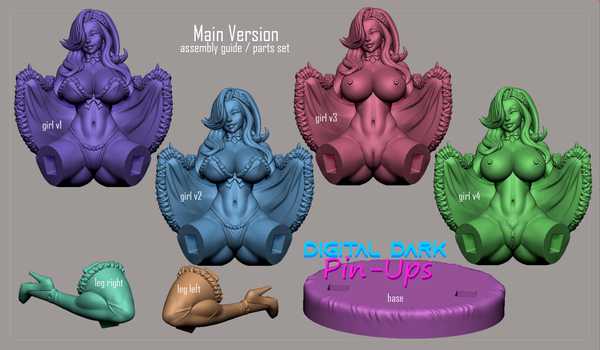 Main Version
assembly guide / parts set
girl v1
girl v3
girl v2
girl v4
DIGITAL DARK
Pin-Ups
leg right
leg left
base